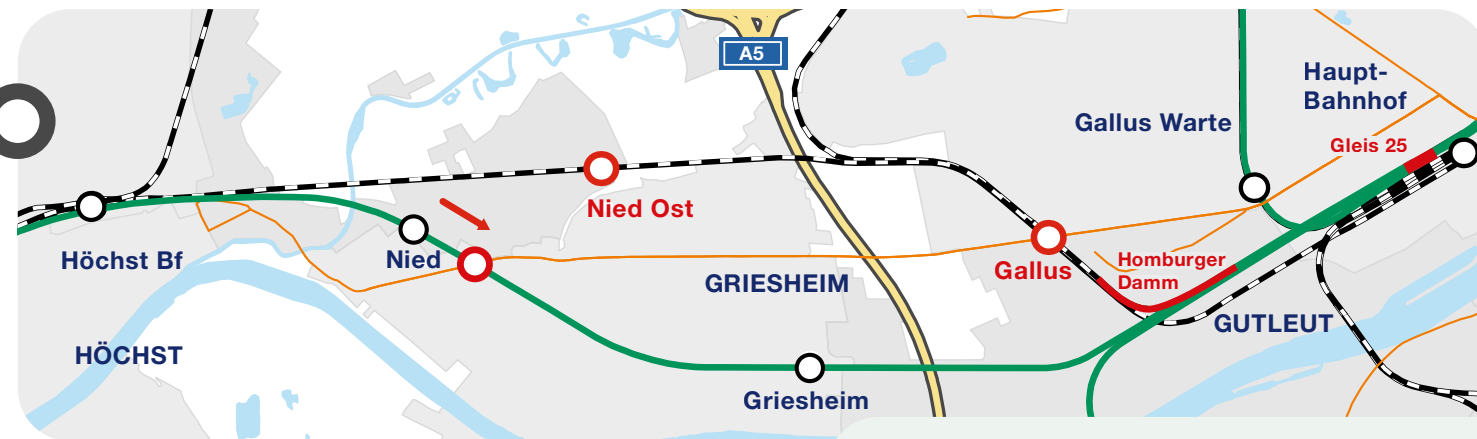 A5
Haupt-
Bahnhof
Gallus Warte
Gleis 25
Nied Ost
Höchst Bf
Nied
Gallus
Homburger
Damm
GRIESHEIM
GUTLEUT
HÖCHST
Griesheim